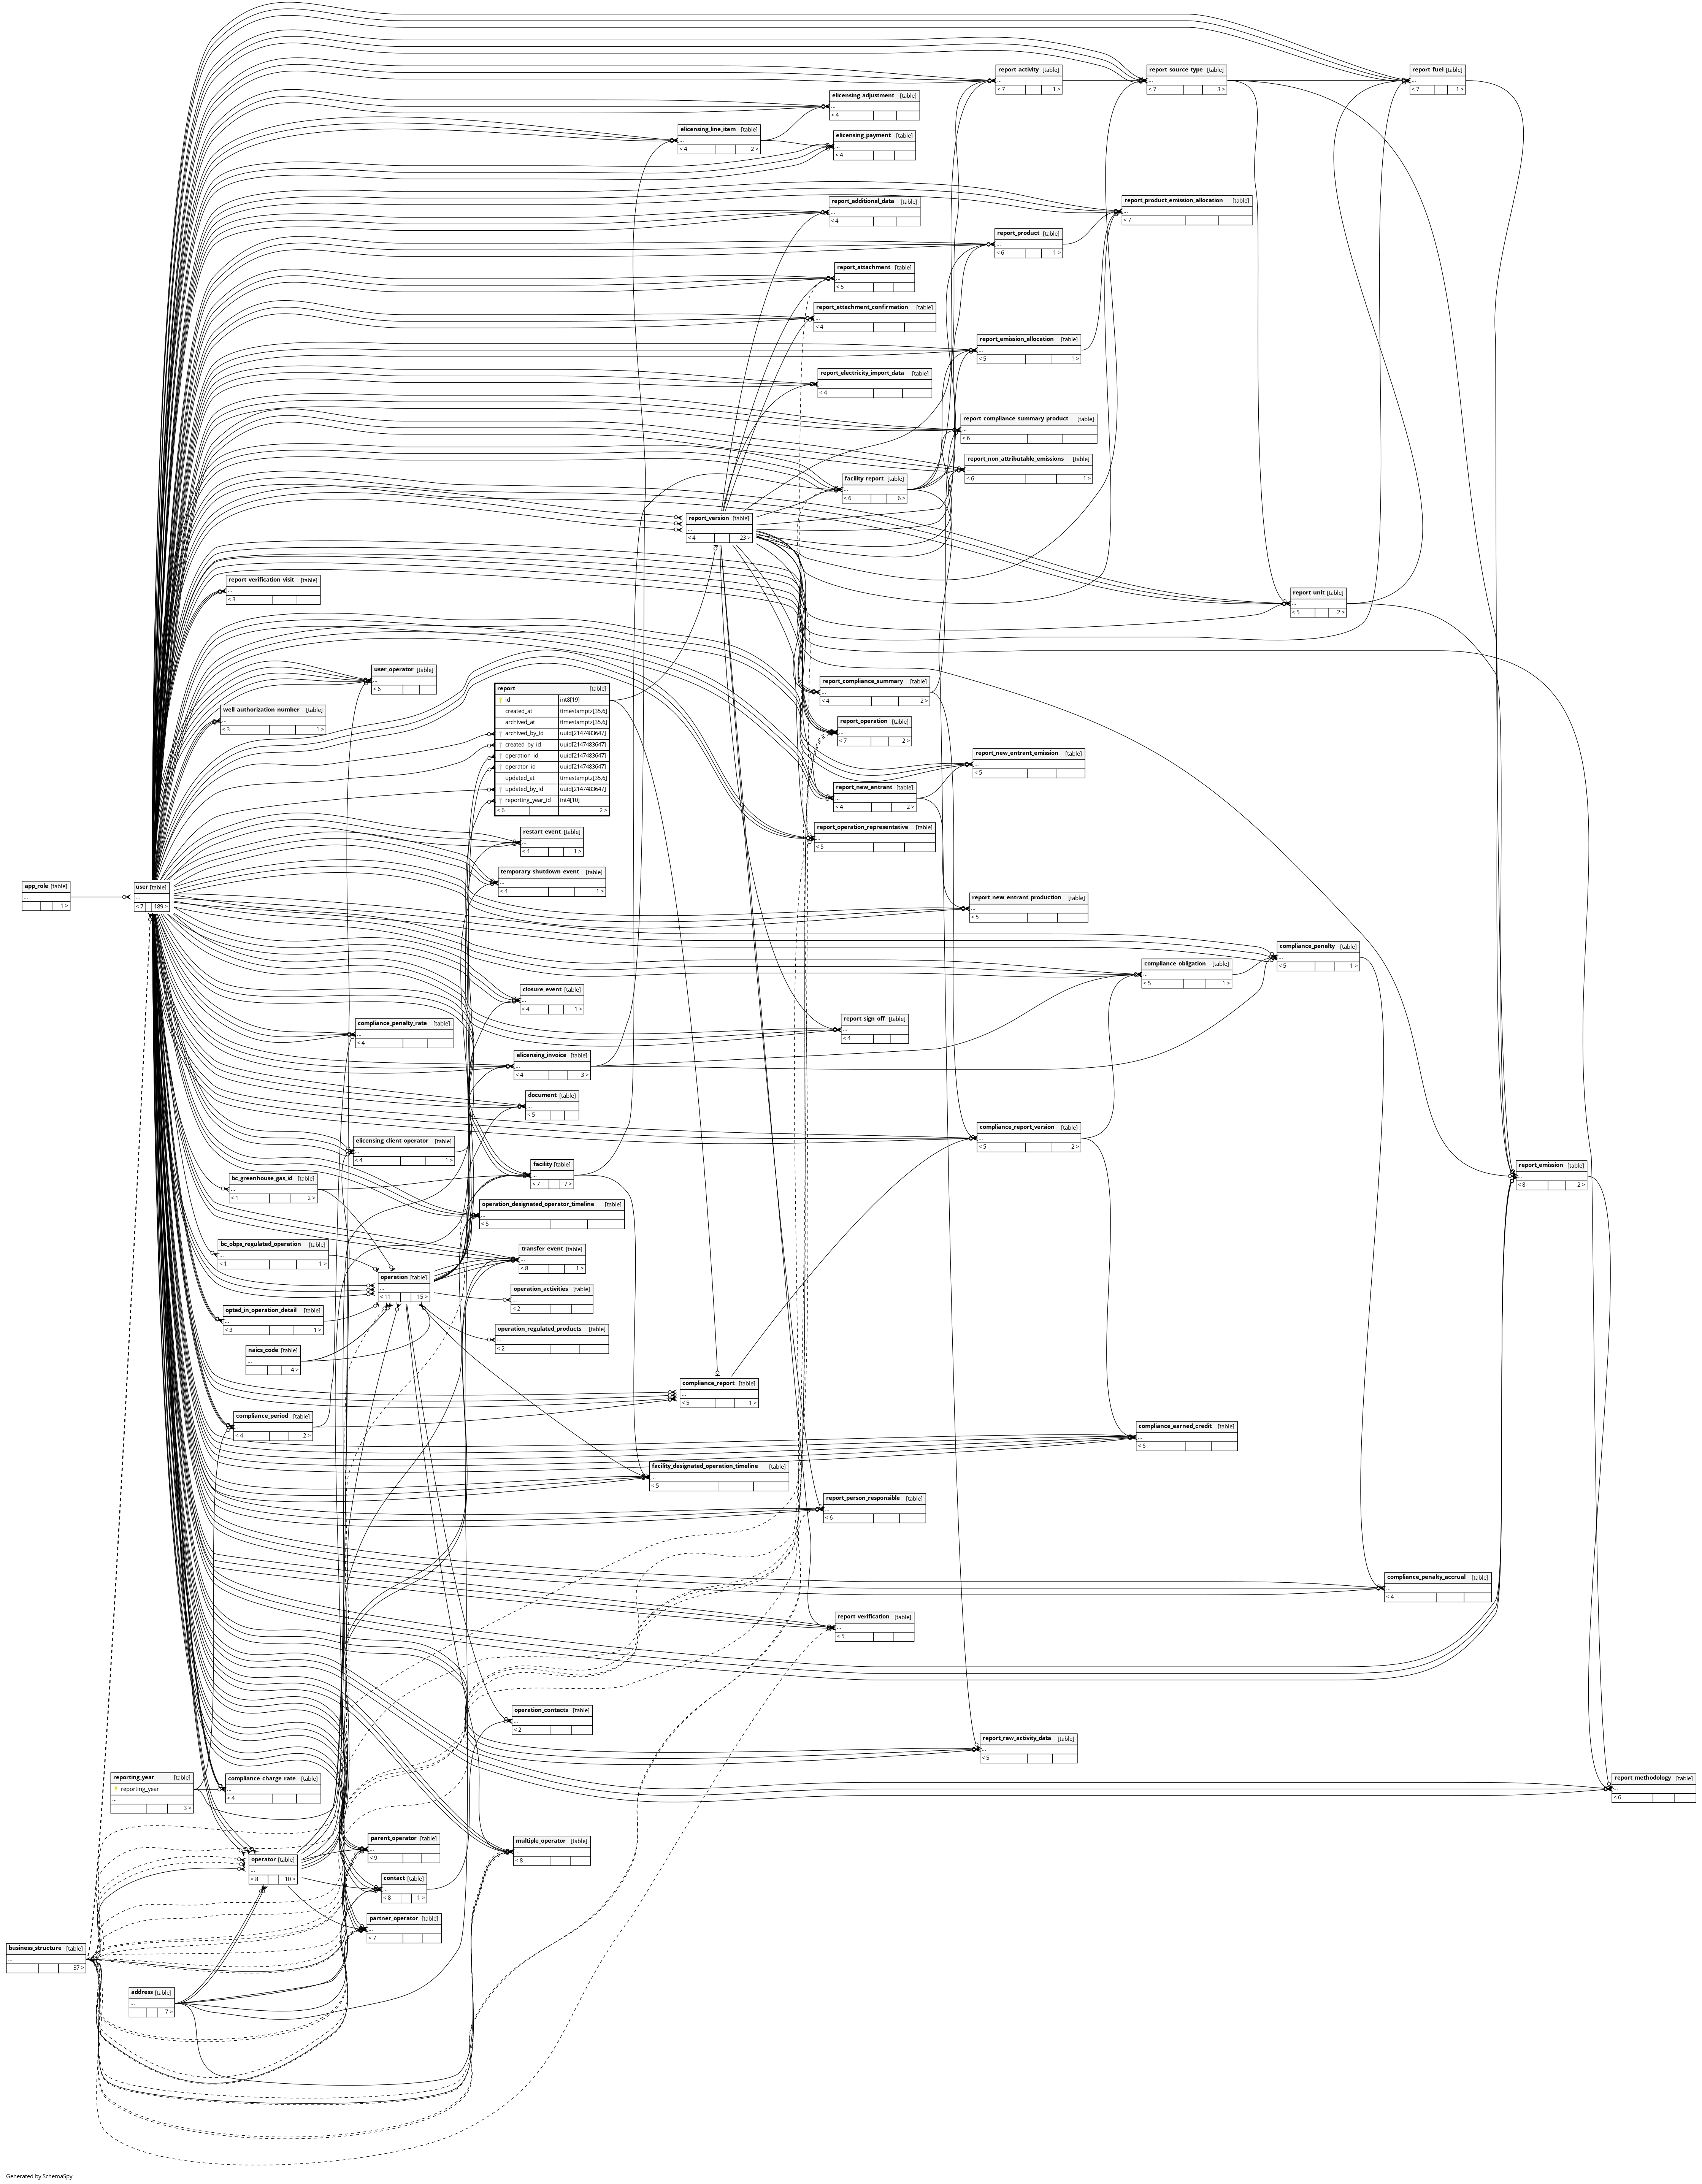 report_fuel [table]
...
< 7 1 >
report_source_type [table]
...
< 7 3 >
report_activity [table]
...
< 7 1 >
elicensing_adjustment [table]
...
< 4
elicensing_line_item [table]
...
< 4 2 >
elicensing_payment [table]
...
< 4
report_additional_data [table]
...
< 4
report_product_emission_allocation [table]
...
< 7
report_product [table]
...
< 6 1 >
report_attachment [table]
...
< 5
report_attachment_confirmation [table]
...
< 4
report_emission_allocation [table]
...
< 5 1 >
report_electricity_import_data [table]
...
< 4
report_compliance_summary_product [table]
...
< 6
report_non_attributable_emissions [table]
...
< 6 1 >
facility_report [table]
...
< 6 6 >
report_version [table]
...
< 4 23 >
report_verification_visit [table]
...
< 3
report_unit [table]
...
< 5 2 >
user_operator [table]
...
< 6
report_compliance_summary [table]
...
< 4 2 >
report [table]
id int8[19]
created_at timestamptz[35,6]
archived_at timestamptz[35,6]
archived_by_id uuid[2147483647]
created_by_id uuid[2147483647]
operation_id uuid[2147483647]
operator_id uuid[2147483647]
updated_at timestamptz[35,6]
updated_by_id uuid[2147483647]
reporting_year_id int4[10]
< 6 2 >
well_authorization_number [table]
...
< 3 1 >
report_operation [table]
...
< 7 2 >
report_new_entrant_emission [table]
...
< 5
report_new_entrant [table]
...
< 4 2 >
report_operation_representative [table]
...
< 5
restart_event [table]
...
< 4 1 >
temporary_shutdown_event [table]
...
< 4 1 >
app_role [table]
...
1 >
user [table]
...
< 7 189 >
report_new_entrant_production [table]
...
< 5
compliance_penalty [table]
...
< 5 1 >
compliance_obligation [table]
...
< 5 1 >
closure_event [table]
...
< 4 1 >
report_sign_off [table]
...
< 4
compliance_penalty_rate [table]
...
< 4
elicensing_invoice [table]
...
< 4 3 >
document [table]
...
< 5
compliance_report_version [table]
...
< 5 2 >
elicensing_client_operator [table]
...
< 4 1 >
facility [table]
...
< 7 7 >
report_emission [table]
...
< 8 2 >
bc_greenhouse_gas_id [table]
...
< 1 2 >
operation_designated_operator_timeline [table]
...
< 5
bc_obps_regulated_operation [table]
...
< 1 1 >
transfer_event [table]
...
< 8 1 >
operation [table]
...
< 11 15 >
operation_activities [table]
...
< 2
opted_in_operation_detail [table]
...
< 3 1 >
operation_regulated_products [table]
...
< 2
naics_code [table]
...
4 >
compliance_report [table]
...
< 5 1 >
compliance_period [table]
...
< 4 2 >
compliance_earned_credit [table]
...
< 6
facility_designated_operation_timeline [table]
...
< 5
report_person_responsible [table]
...
< 6
compliance_penalty_accrual [table]
...
< 4
report_verification [table]
...
< 5
operation_contacts [table]
...
< 2
report_raw_activity_data [table]
...
< 5
reporting_year [table]
reporting_year
...
3 >
compliance_charge_rate [table]
...
< 4
report_methodology [table]
...
< 6
parent_operator [table]
...
< 9
multiple_operator [table]
...
< 8
operator [table]
...
< 8 10 >
contact [table]
...
< 8 1 >
partner_operator [table]
...
< 7
business_structure [table]
...
37 >
address [table]
...
7 >
Generated by SchemaSpy